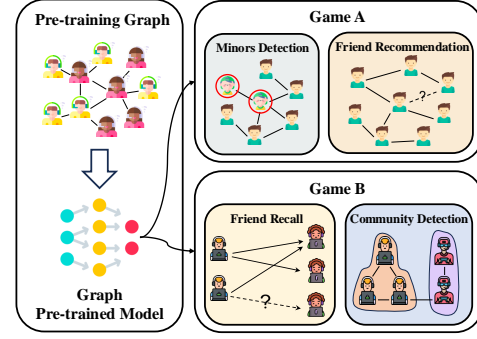 Pre-training Graph
Graph
Pre-trained Model
Game A
Minors Detection
Friend Recommendation
?
Game B
Friend Recall
?
Community Detection